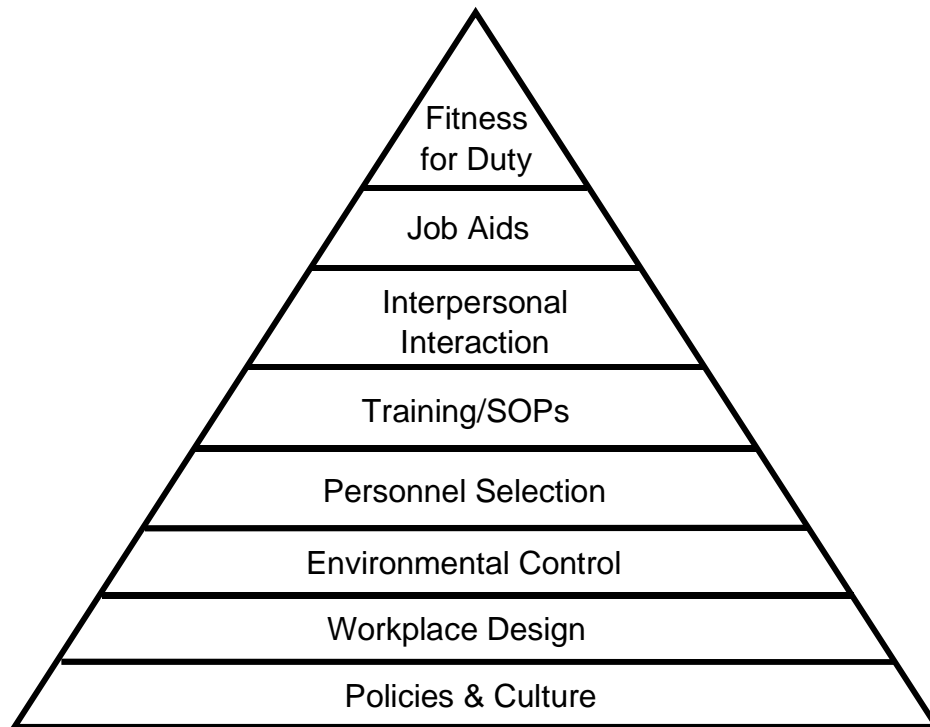 Fitness
for Duty
Job Aids
Interpersonal
Interaction
Training/SOPs
Personnel Selection
Environmental Control
Workplace Design
Policies & Culture